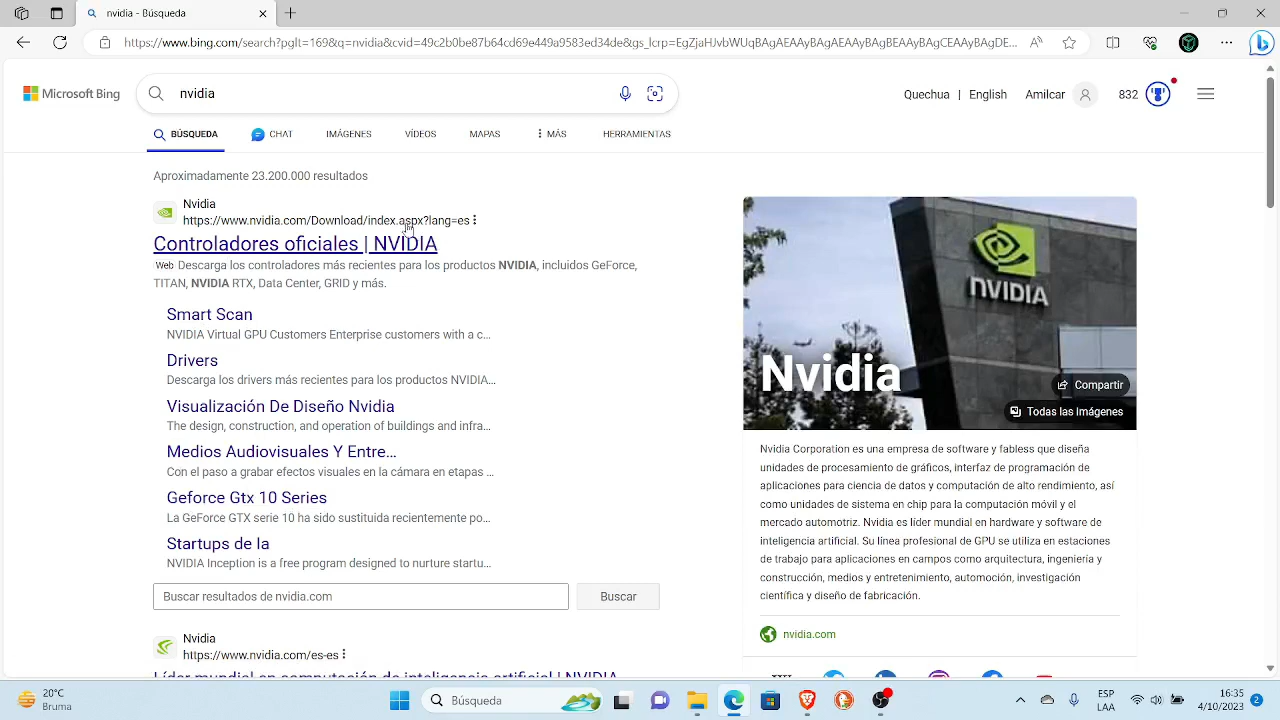 nvidia - Búsqueda
https://www.bing.com/search?pglt=169&q=nvidia&cvid=49c2b0be87b64cd69e449a9583ed34de&gs_lcrp=EgZjaHJvbWUqBAgAEAAyBAgAEAAyBAgBEAAyBAgCEAAyBAgDE...
Microsoft Bing
nvidia
Quechua | English Amilcar 832
BÚSQUEDA CHAT IMÁGENES VÍDEOS MAPAS MÁS HERRAMIENTAS
Aproximadamente 23.200.000 resultados
Nvidia
https://www.nvidia.com/Download/index.aspx?lang=es
Controladores oficiales | NVIDIA
Web Descarga los controladores más recientes para los productos NVIDIA, incluidos GeForce,
TITAN, NVIDIA RTX, Data Center, GRID y más.
Smart Scan
NVIDIA Virtual GPU Customers Enterprise customers with a c...
Drivers
Descarga los drivers más recientes para los productos NVIDIA...
Visualización De Diseño Nvidia
The design, construction, and operation of buildings and infra...
Medios Audiovisuales Y Entre...
Con el paso a grabar efectos visuales en la cámara en etapas ...
Geforce Gtx 10 Series
La GeForce GTX serie 10 ha sido sustituida recientemente po...
Startups de Ia
NVIDIA Inception is a free program designed to nurture startu...
Buscar resultados de nvidia.com Buscar
Nvidia
https://www.nvidia.com/es-es
Líder mundial en computación de inteligencia artificial | NVIDIA
NVIDIA
Nvidia
Compartir
Todas las imágenes
Nvidia Corporation es una empresa de software y fabless que diseña
unidades de procesamiento de gráficos, interfaz de programación de
aplicaciones para ciencia de datos y computación de alto rendimiento, así
como unidades de sistema en chip para la computación móvil y el
mercado automotriz. Nvidia es líder mundial en hardware y software de
inteligencia artificial. Su línea profesional de GPU se utiliza en estaciones
de trabajo para aplicaciones en campos como arquitectura, ingeniería y
construcción, medios y entretenimiento, automoción, investigación
científica y diseño de fabricación.
nvidia.com
20°C
Bruma
Búsqueda
ESP
LAA
16:35
4/10/2023
2